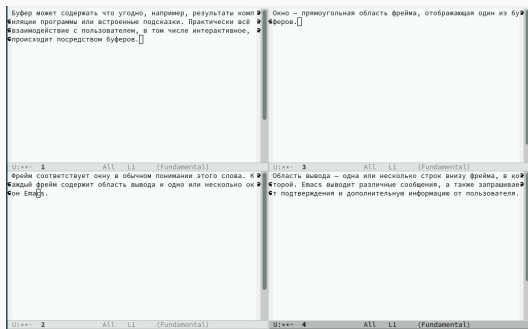 Буфер может содержать что угодно, например, результаты комп
иляции программы или встроенные подсказки. Практически всё
взаимодействие с пользователем, в том числе интерактивное,
происходит посредством буферов.
U:**- 1 All L1 (Fundamental)
Окно — прямоугольная область фрейма, отображающая один из бу
феров.
U:**- 3 All L1 (Fundamental)
Фрейм соответствует окну в обычном понимании этого слова. К
аждый фрейм содержит область вывода и одно или несколько ок
он Emacs.
U:**- 2 All L1 (Fundamental)
Область вывода — одна или несколько строк внизу фрейма, в ко
торой. Emacs выводит различные сообщения, а также запрашивае
т подтверждения и дополнительную информацию от пользователя.
U:**- 4 All L1 (Fundamental)